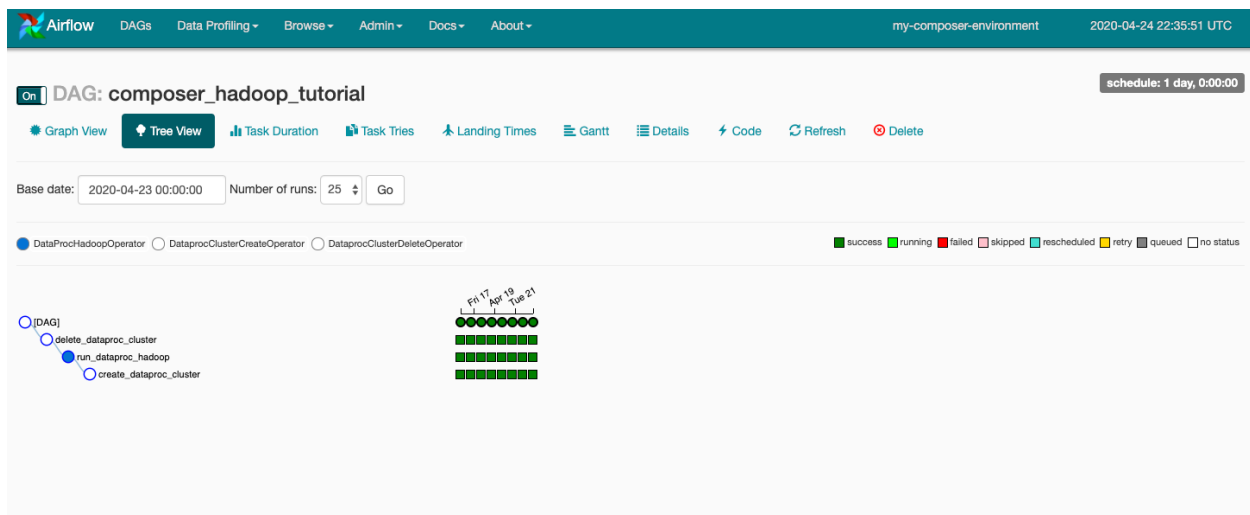 Airflow DAGs Data Profiling Browse Admin Docs About my-composer-environment 2020-04-24 22:35:51 UTC
schedule: 1 day, 0:00:00
On DAG: composer_hadoop_tutorial
Graph View Tree View Task Duration Task Tries Landing Times Gantt Details Code Refresh Delete
Base date: 2020-04-23 00:00:00 Number of runs: 25 Go
DataProcHadoopOperator DataprocClusterCreateOperator DataprocClusterDeleteOperator success running failed skipped rescheduled retry queued no status
Fri 17 Apr 19 Tue 21
[DAG]
delete_dataproc_cluster
run_dataproc_hadoop
create_dataproc_cluster